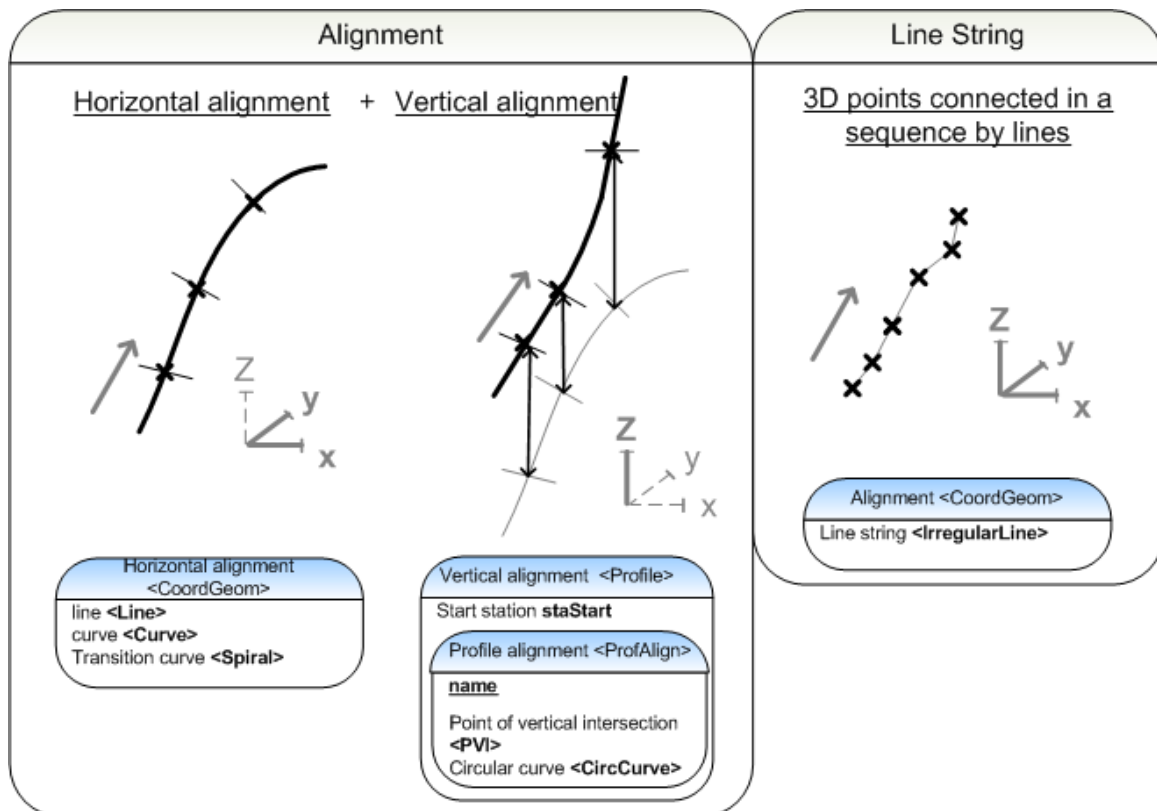 Alignment
Horizontal alignment + Vertical alignment
Z
y
x
Z
y
x
Horizontal alignment
<CoordGeom>
line <Line>
curve <Curve>
Transition curve <Spiral>
Vertical alignment <Profile>
Start station staStart
Profile alignment <ProfAlign>
name
Point of vertical intersection
<PVI>
Circular curve <CircCurve>
Line String
3D points connected in a
sequence by lines
Z
y
x
Alignment <CoordGeom>
Line string <IrregularLine>